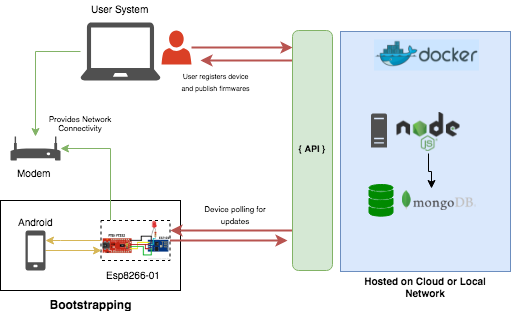 User System
docker
User registers device
and publish firmwares
node
JS
{ API }
Provides Network
Connectivity
Modem
mongoDB
Android
Device polling for
updates
Esp8266-01
Hosted on Cloud or Local
Network
Bootstrapping